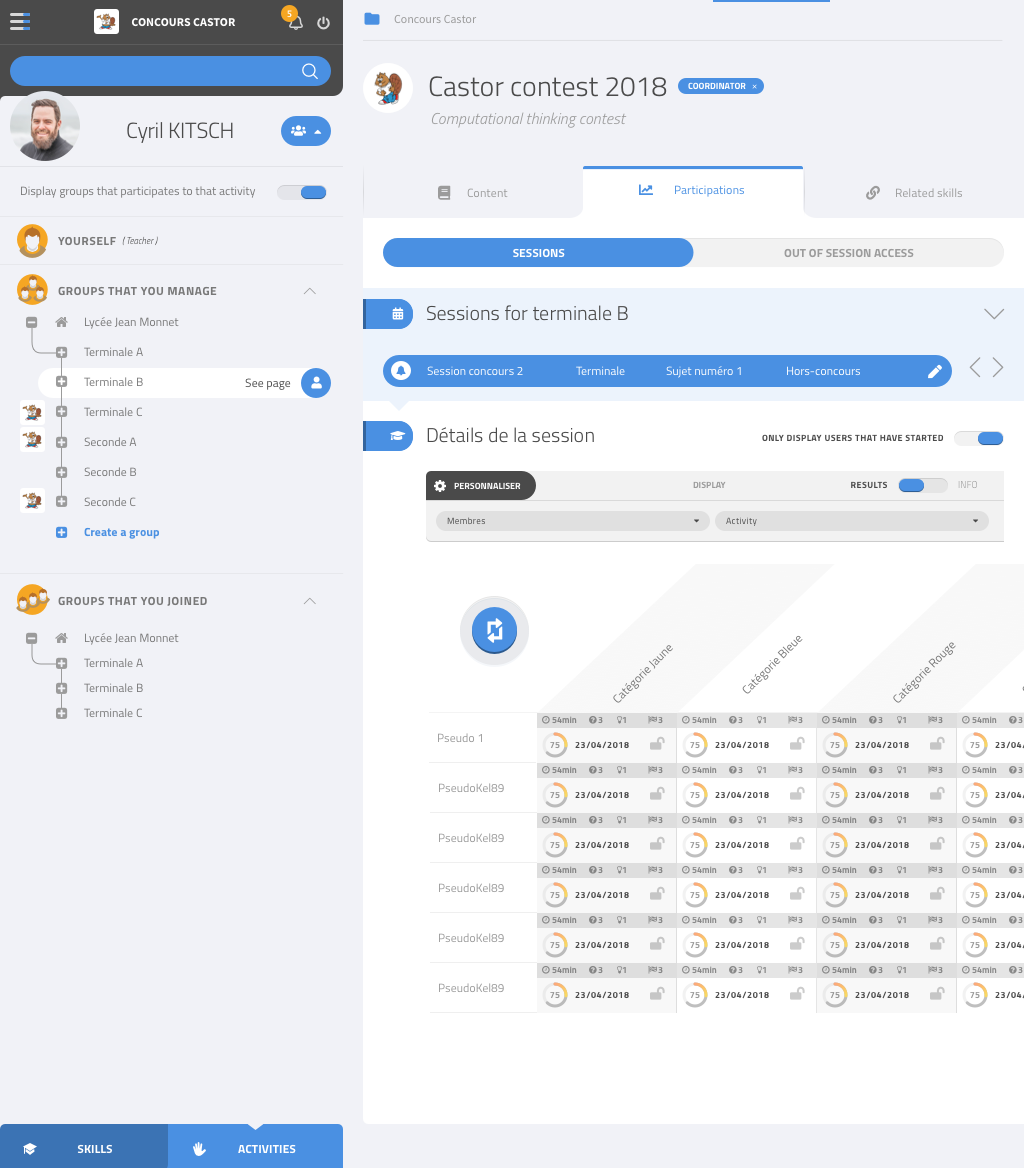 CONCOURS CASTOR
5
Cyril KITSCH
Display groups that participates to that activity
YOURSELF (Teacher)
GROUPS THAT YOU MANAGE
Lycée Jean Monnet
Terminale A
Terminale B See page
Terminale C
Seconde A
Seconde B
Seconde C
Create a group
GROUPS THAT YOU JOINED
Lycée Jean Monnet
Terminale A
Terminale B
Terminale C
SKILLS ACTIVITIES
Concours Castor
Castor contest 2018 COORDINATOR ×
Computational thinking contest
Content Participations Related skills
SESSIONS OUT OF SESSION ACCESS
Sessions for terminale B
Session concours 2 Terminale Sujet numéro 1 Hors-concours
Détails de la session ONLY DISPLAY USERS THAT HAVE STARTED
PERSONNALISER DISPLAY RESULTS INFO
Membres Activity
Catégorie Jaune Catégorie Bleue Catégorie Rouge
54min 3 1 3 54min 3 1 3 54min 3 1 3 54min 3
Pseudo 1 75 23/04/2018 75 23/04/2018 75 23/04/2018 75 23/04/
54min 3 1 3 54min 3 1 3 54min 3 1 3 54min 3
PseudoKel89 75 23/04/2018 75 23/04/2018 75 23/04/2018 75 23/04/
54min 3 1 3 54min 3 1 3 54min 3 1 3 54min 3
PseudoKel89 75 23/04/2018 75 23/04/2018 75 23/04/2018 75 23/04/
54min 3 1 3 54min 3 1 3 54min 3 1 3 54min 3
PseudoKel89 75 23/04/2018 75 23/04/2018 75 23/04/2018 75 23/04/
54min 3 1 3 54min 3 1 3 54min 3 1 3 54min 3
PseudoKel89 75 23/04/2018 75 23/04/2018 75 23/04/2018 75 23/04/
54min 3 1 3 54min 3 1 3 54min 3 1 3 54min 3
PseudoKel89 75 23/04/2018 75 23/04/2018 75 23/04/2018 75 23/04/